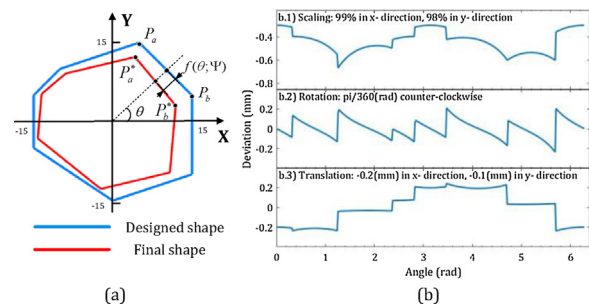 Y
15
P_a
P_a^*
f(θ;Ψ)
P_b
P_b^*
θ
X
-15
15
-15
Designed shape
Final shape
(a)
b.1) Scaling: 99% in x- direction, 98% in y- direction
-0.4
-0.6
-0.8
b.2) Rotation: pi/360(rad) counter-clockwise
0.2
0
-0.2
Deviation (mm)
b.3) Translation: -0.2(mm) in x- direction, -0.1(mm) in y- direction
0.2
0
-0.2
0 1 2 3 4 5 6
Angle (rad)
(b)